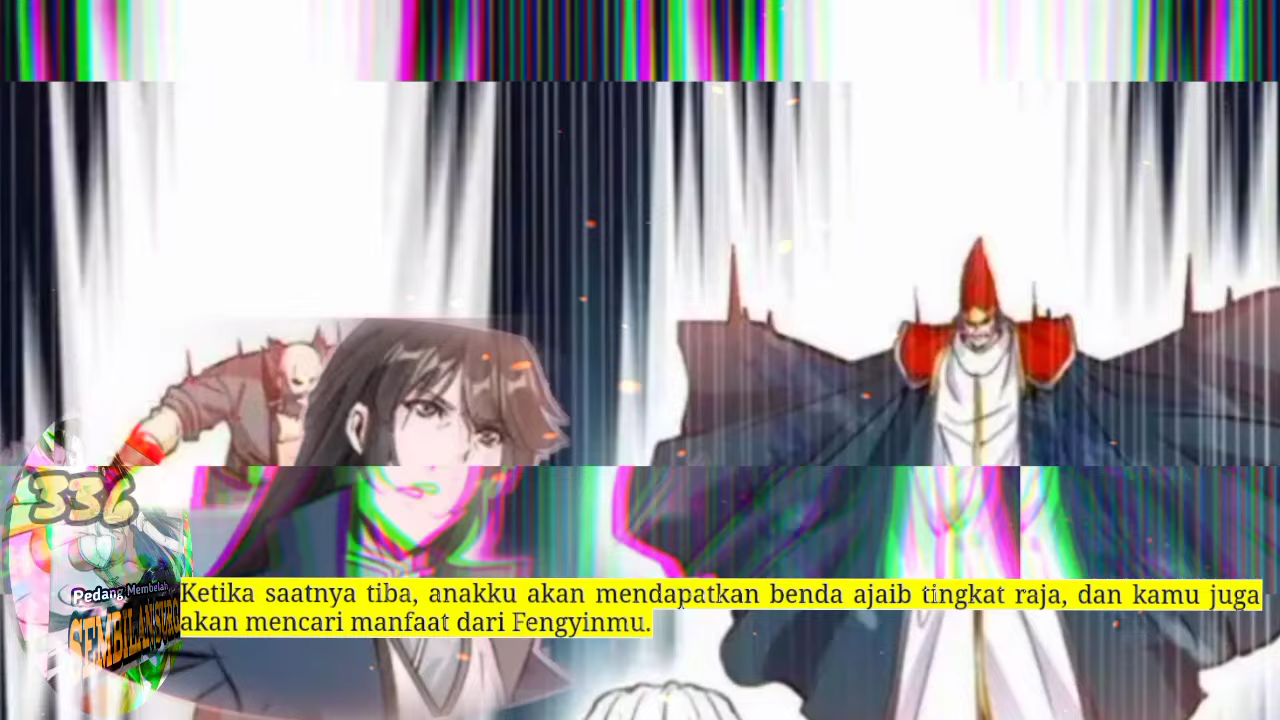 336
Pedang Membelah
SEMBILAN SURGA
Ketika saatnya tiba, anakku akan mendapatkan benda ajaib tingkat raja, dan kamu juga
akan mencari manfaat dari Fengyinmu.